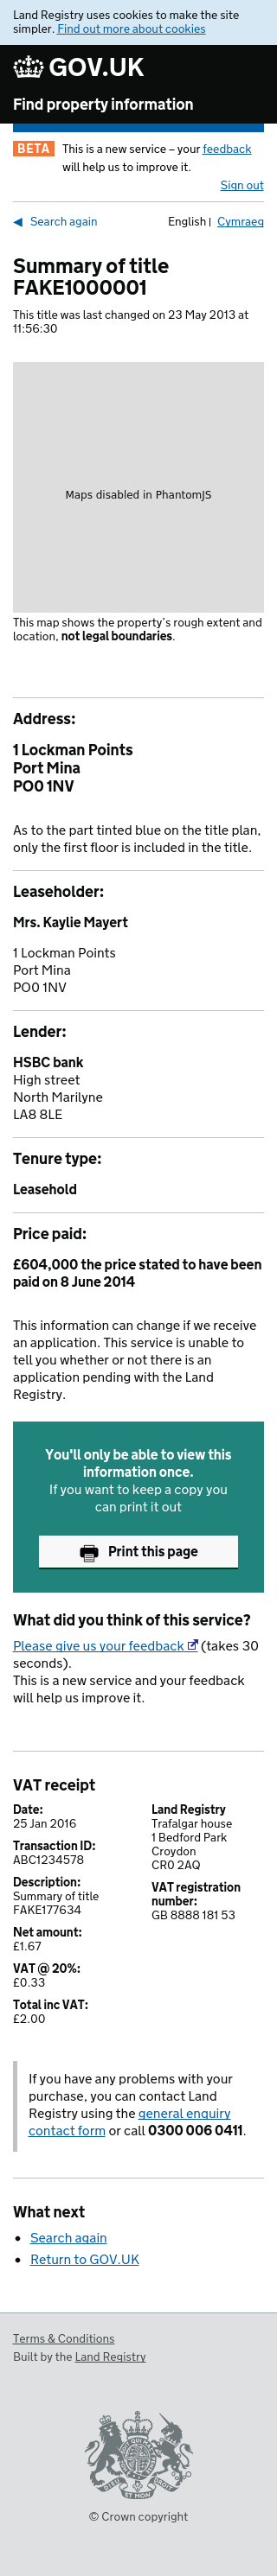 Land Registry uses cookies to make the site
simpler. Find out more about cookies
GOV.UK
Find property information
BETA This is a new service – your feedback
will help us to improve it.
Sign out
Search again English | Cymraeg
Summary of title
FAKE1000001
This title was last changed on 23 May 2013 at
11:56:30
Maps disabled in PhantomJS
This map shows the property's rough extent and
location, not legal boundaries.
Address:
1 Lockman Points
Port Mina
PO0 1NV
As to the part tinted blue on the title plan,
only the first floor is included in the title.
Leaseholder:
Mrs. Kaylie Mayert
1 Lockman Points
Port Mina
PO0 1NV
Lender:
HSBC bank
High street
North Marilyne
LA8 8LE
Tenure type:
Leasehold
Price paid:
£604,000 the price stated to have been
paid on 8 June 2014
This information can change if we receive
an application. This service is unable to
tell you whether or not there is an
application pending with the Land
Registry.
You'll only be able to view this
information once.
If you want to keep a copy you
can print it out
Print this page
What did you think of this service?
Please give us your feedback (takes 30
seconds).
This is a new service and your feedback
will help us improve it.
VAT receipt
Date:
25 Jan 2016
Transaction ID:
ABC1234578
Description:
Summary of title
FAKE177634
Net amount:
£1.67
VAT @ 20%:
£0.33
Total inc VAT:
£2.00
Land Registry
Trafalgar house
1 Bedford Park
Croydon
CR0 2AQ
VAT registration
number:
GB 8888 181 53
If you have any problems with your
purchase, you can contact Land
Registry using the general enquiry
contact form or call 0300 006 0411.
What next
Search again
Return to GOV.UK
Terms & Conditions
Built by the Land Registry
© Crown copyright